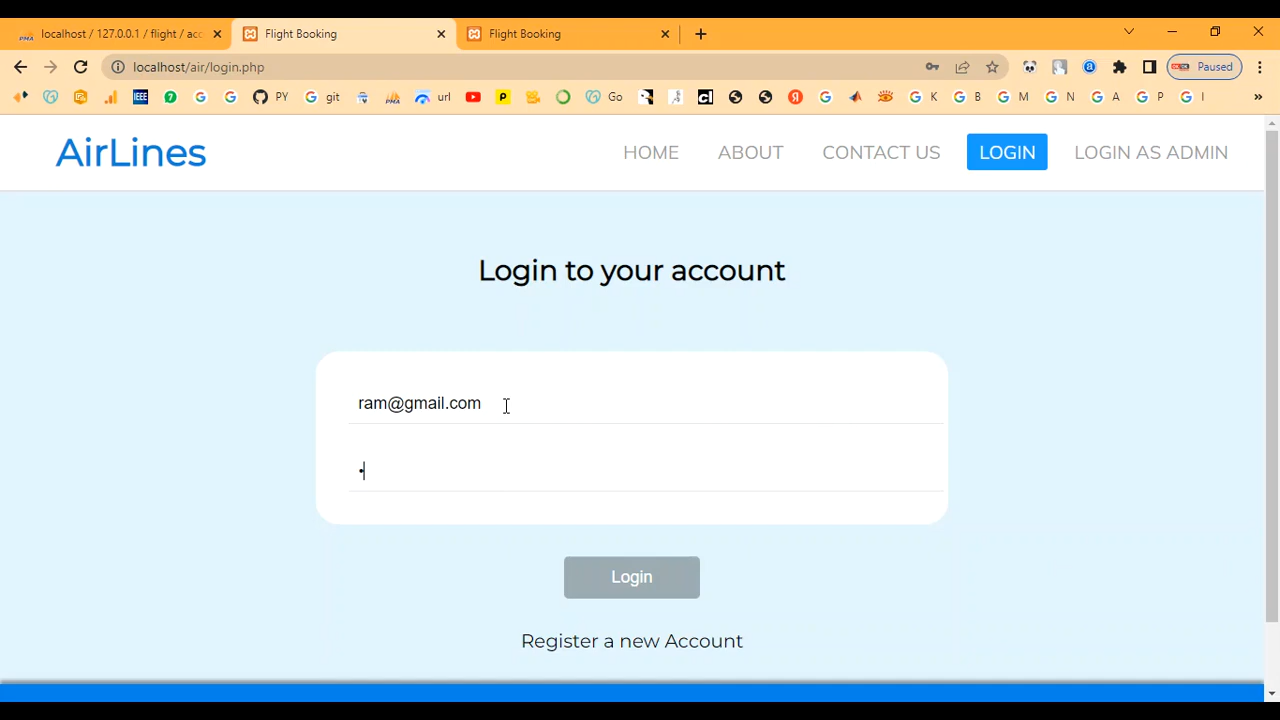 localhost / 127.0.0.1 / flight / acc
Flight Booking
Flight Booking
localhost/air/login.php
Paused
IEEE
PY
git
url
Go
K
B
M
N
A
P
I
AirLines
HOME
ABOUT
CONTACT US
LOGIN
LOGIN AS ADMIN
Login to your account
ram@gmail.com
Login
Register a new Account